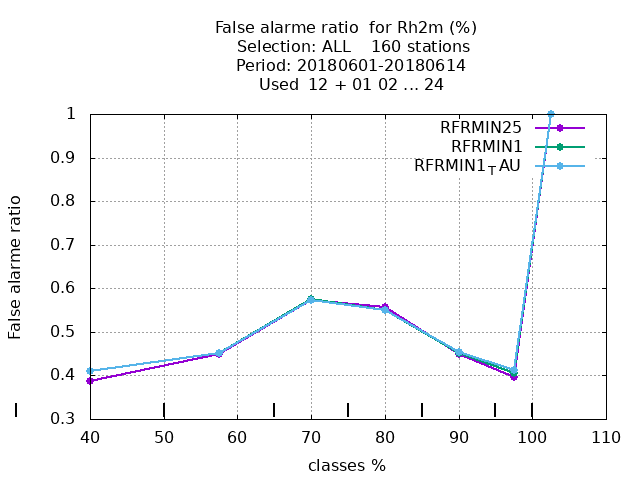 False alarme ratio  for Rh2m (%)
Selection: ALL    160 stations
Period: 20180601-20180614
Used  12 + 01 02 ... 24
RFRMIN25
RFRMIN1
RFRMIN1TAU
False alarme ratio
1
0.9
0.8
0.7
0.6
0.5
0.4
0.3
40 50 60 70 80 90 100 110
classes %